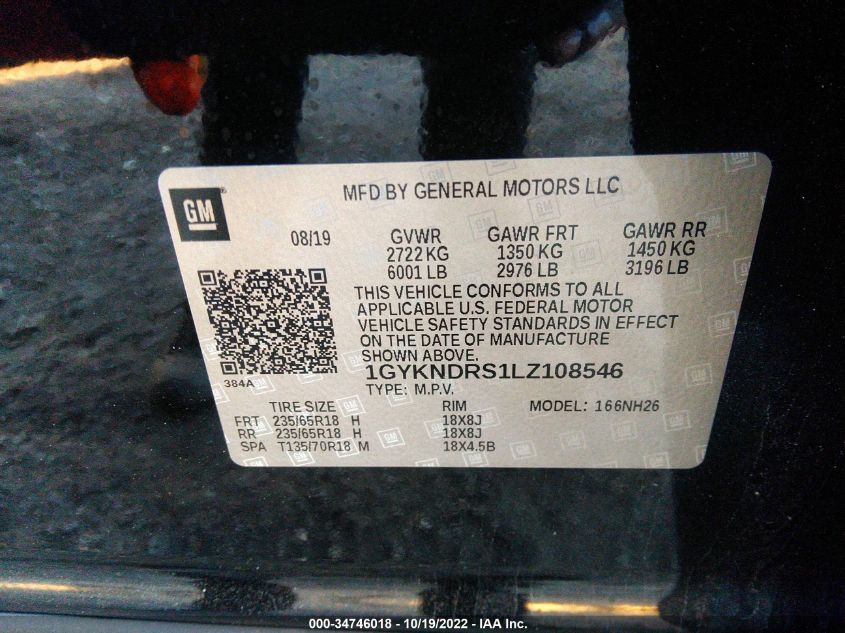 MFD BY GENERAL MOTORS LLC
GM ®
08/19 GVWR GAWR FRT GAWR RR
2722 KG 1350 KG 1450 KG
6001 LB 2976 LB 3196 LB
THIS VEHICLE CONFORMS TO ALL
APPLICABLE U.S. FEDERAL MOTOR
VEHICLE SAFETY STANDARDS IN EFFECT
ON THE DATE OF MANUFACTURE
SHOWN ABOVE.
1GYKNDRS1LZ108546
384A
TYPE: M.P.V.
TIRE SIZE RIM MODEL: 166NH26
FRT 235/65R18 H 18X8J
RR 235/65R18 H 18X8J
SPA T135/70R18 M 18X4.5B
000-34746018 - 10/19/2022 - IAA Inc.